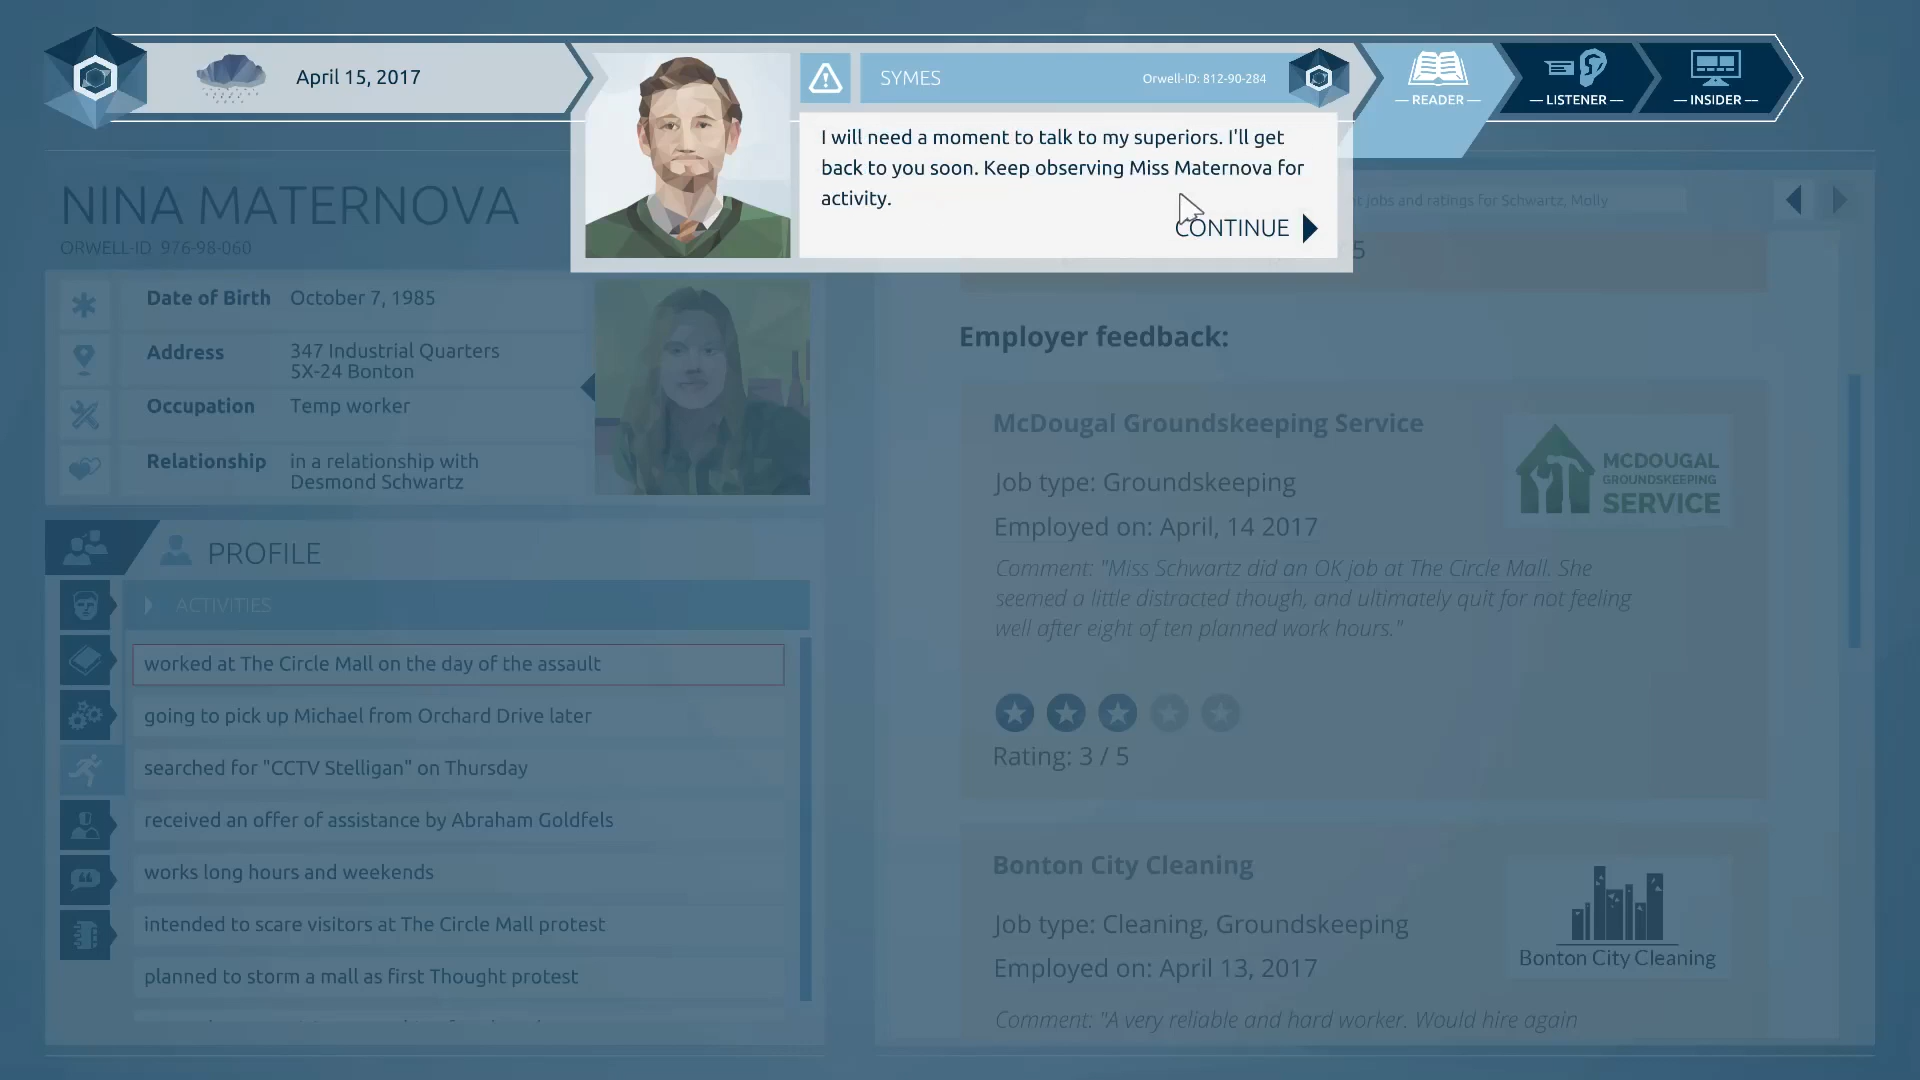 April 15, 2017
SYMES
Orwell-ID: 812-90-284
READER
LISTENER
INSIDER
I will need a moment to talk to my superiors. I'll get
back to you soon. Keep observing Miss Maternova for
activity.
CONTINUE
NINA MATERNOVA
ORWELL-ID 976-98-060
Date of Birth October 7, 1985
Address 347 Industrial Quarters
5X-24 Bonton
Occupation Temp worker
Relationship in a relationship with
Desmond Schwartz
PROFILE
ACTIVITIES
worked at The Circle Mall on the day of the assault
going to pick up Michael from Orchard Drive later
searched for "CCTV Stelligan" on Thursday
received an offer of assistance by Abraham Goldfels
works long hours and weekends
intended to scare visitors at The Circle Mall protest
planned to storm a mall as first Thought protest
jobs and ratings for Schwartz, Molly
5
Employer feedback:
McDougal Groundskeeping Service
Job type: Groundskeeping
Employed on: April, 14 2017
Comment: "Miss Schwartz did an OK job at The Circle Mall. She
seemed a little distracted though, and ultimately quit for not feeling
well after eight of ten planned work hours."
Rating: 3 / 5
MCDOUGAL
GROUNDSKEEPING
SERVICE
Bonton City Cleaning
Job type: Cleaning, Groundskeeping
Employed on: April 13, 2017
Comment: "A very reliable and hard worker. Would hire again
Bonton City Cleaning